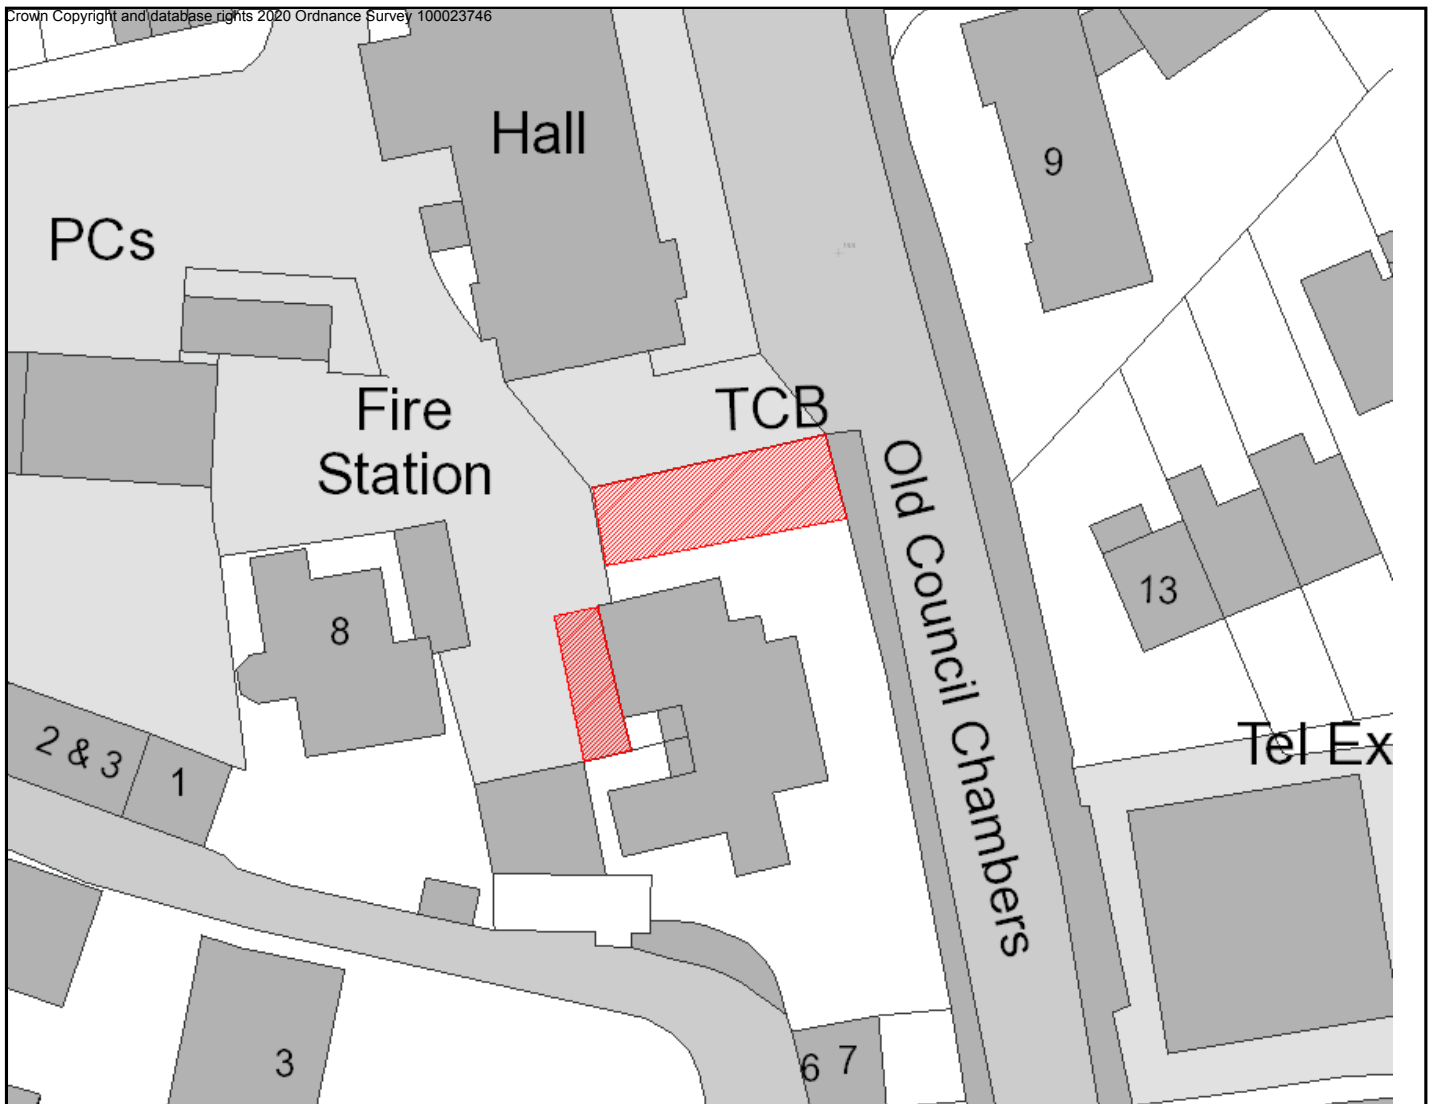 Crown Copyright and database rights 2020 Ordnance Survey 100023746
Hall
9
PCs
TCB
Fire
Station
Old Council Chambers
13
8
2 & 3
1
Tel Ex
3
6
7